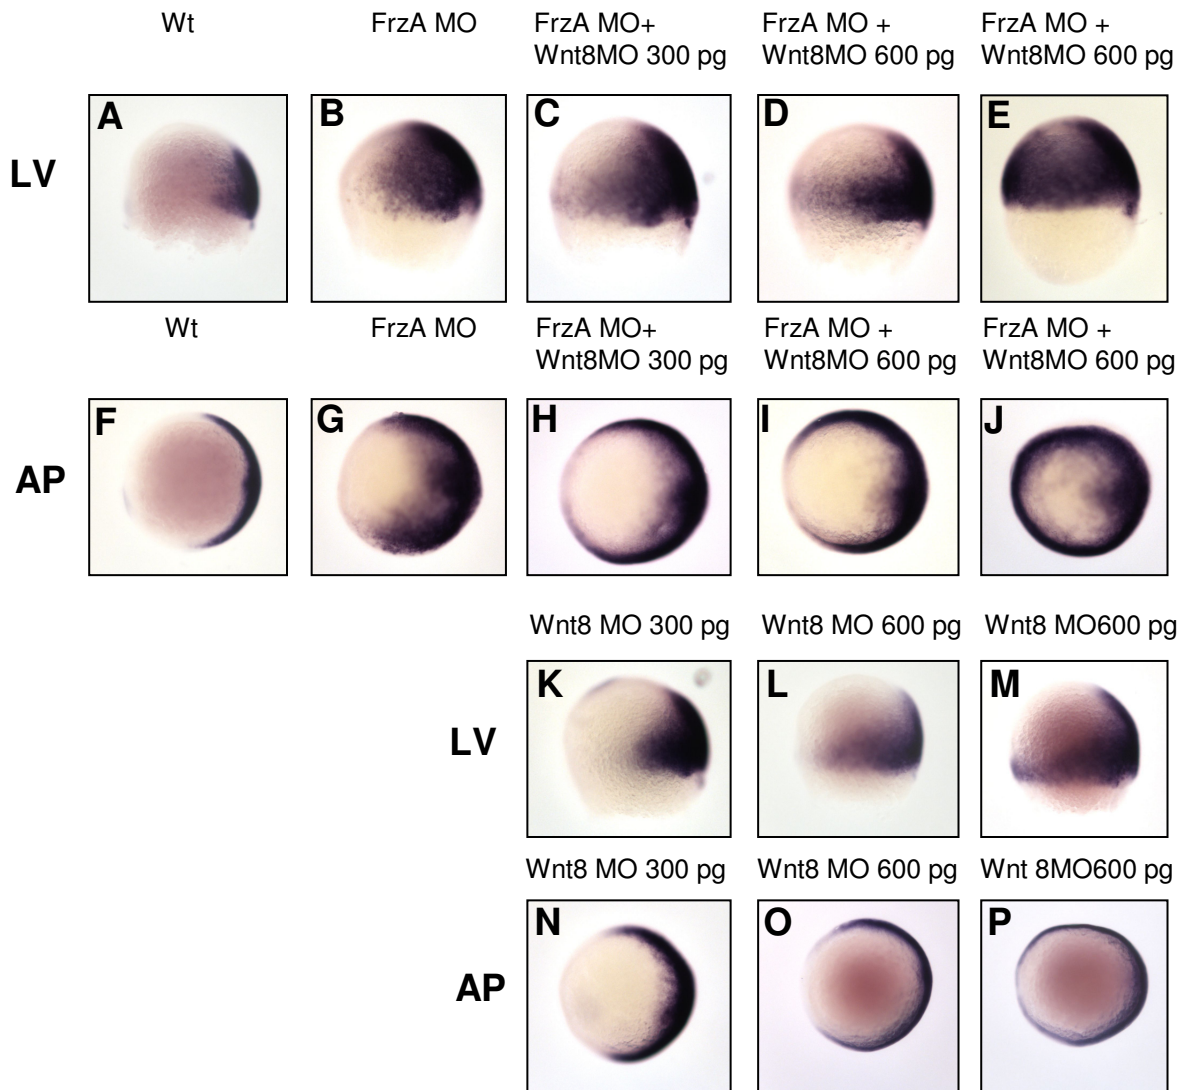 Wt
FrzA MO
FrzA MO+
Wnt8MO 300 pg
FrzA MO +
Wnt8MO 600 pg
FrzA MO +
Wnt8MO 600 pg
LV
A
B
C
D
E
Wt
FrzA MO
FrzA MO+
Wnt8MO 300 pg
FrzA MO +
Wnt8MO 600 pg
FrzA MO +
Wnt8MO 600 pg
AP
F
G
H
I
J
Wnt8 MO 300 pg
Wnt8 MO 600 pg
Wnt8 MO600 pg
LV
K
L
M
Wnt8 MO 300 pg
Wnt8 MO 600 pg
Wnt 8MO600 pg
AP
N
O
P